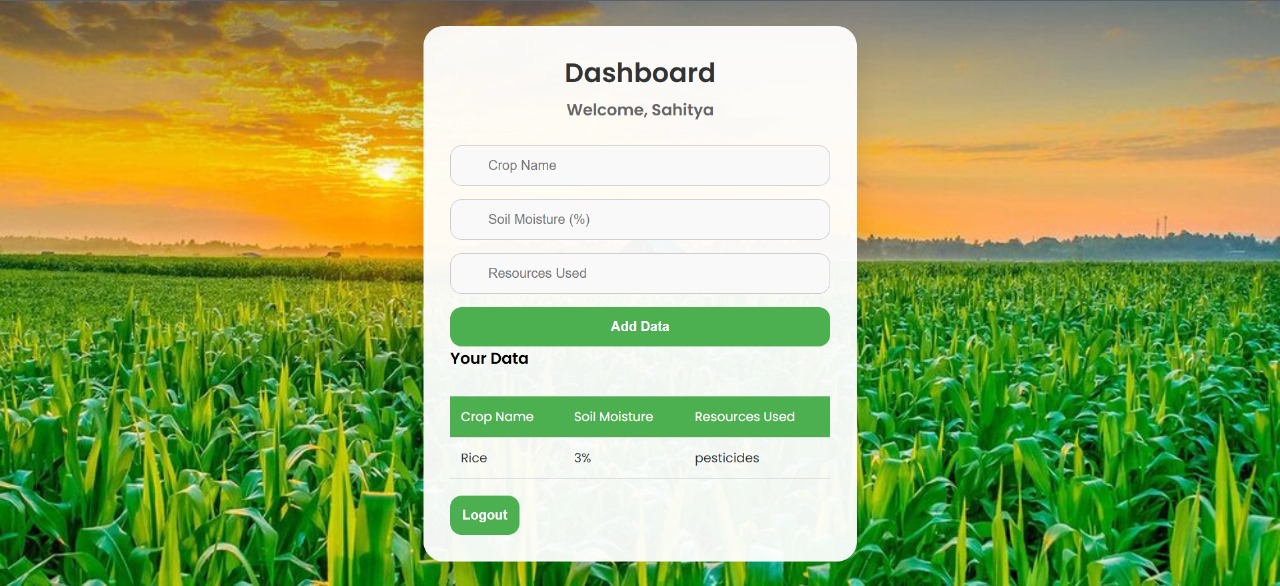 Dashboard
Welcome, Sahitya
Crop Name
Soil Moisture (%)
Resources Used
Add Data
Your Data
Crop Name Soil Moisture Resources Used
Rice 3% pesticides
Logout